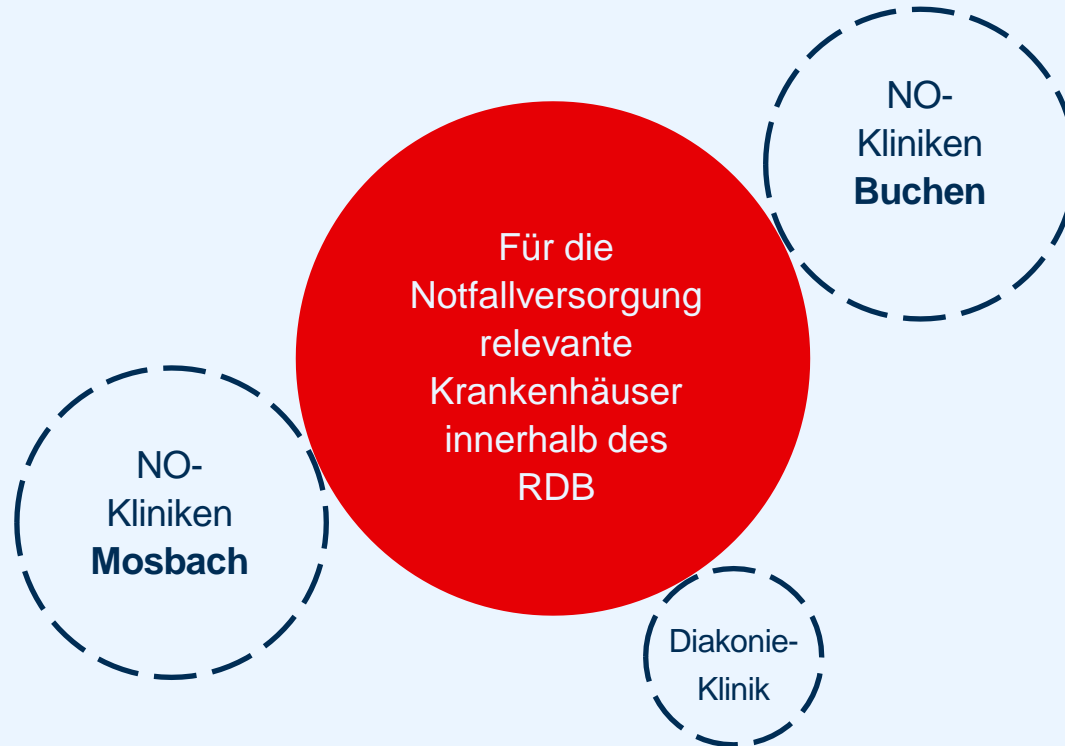 NO-
Kliniken
Buchen
Für die
Notfallversorgung
relevante
Krankenhäuser
innerhalb des
RDB
NO-
Kliniken
Mosbach
Diakonie-
Klinik